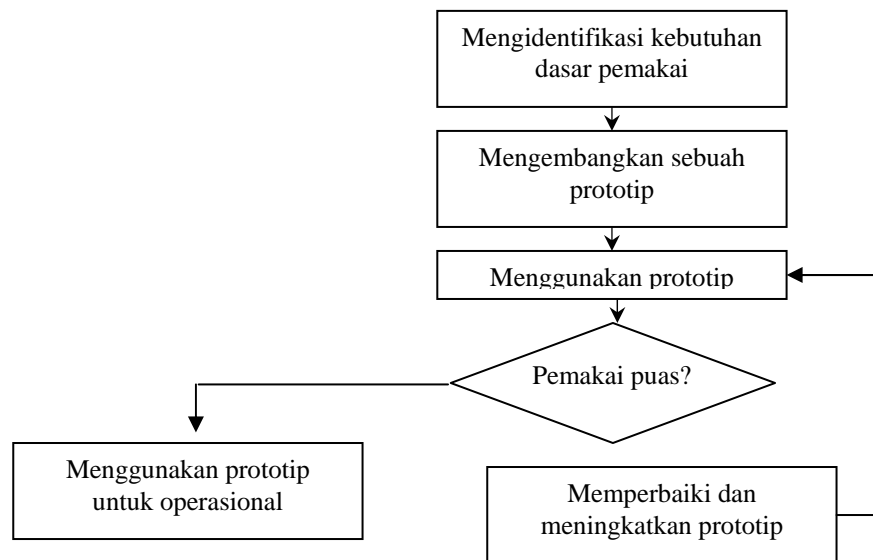 Mengidentifikasi kebutuhan
dasar pemakai
Mengembangkan sebuah
prototip
Menggunakan prototip
Pemakai puas?
Menggunakan prototip
untuk operasional
Memperbaiki dan
meningkatkan prototip